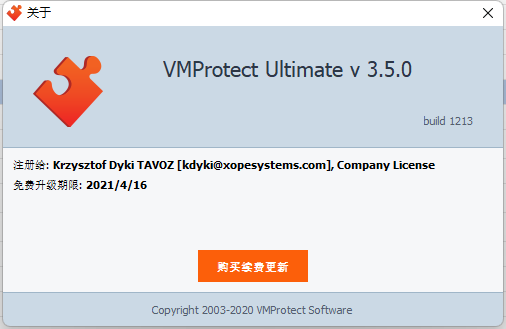 关于
VMProtect Ultimate v 3.5.0
build 1213
注册给: Krzysztof Dyki TAVOZ [kdyki@xopesystems.com], Company License
免费升级期限: 2021/4/16
购买续费更新
Copyright 2003-2020 VMProtect Software